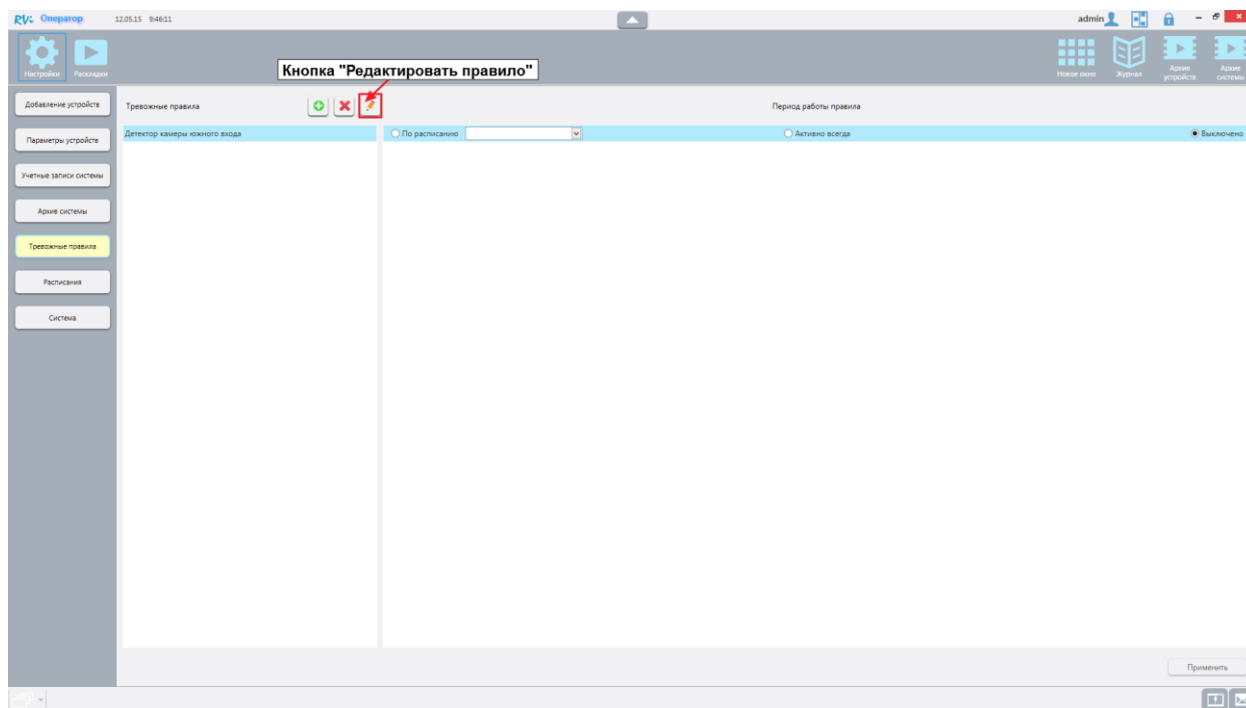 RVi Оператор 12.05.15 9:46:11 admin
Настройки Раскладки
Новое окно Журнал Архив устройств Архив системы
Кнопка "Редактировать правило"
Добавление устройств
Параметры устройств
Учетные записи системы
Архив системы
Тревожные правила
Расписания
Система
Тревожные правила
Детектор камеры южного входа
Период работы правила
По расписанию Активно всегда Выключено
Применить